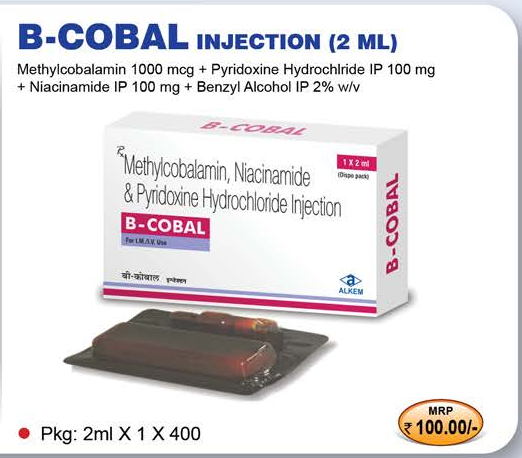 B-COBAL INJECTION (2 ML)
Methylcobalamin 1000 mcg + Pyridoxine Hydrochlride IP 100 mg
+ Niacinamide IP 100 mg + Benzyl Alcohol IP 2% w/v
B-COBAL
Rx
Methylcobalamin, Niacinamide
& Pyridoxine Hydrochloride Injection
1 X 2 ml
(Dispo pack)
B-COBAL
For I.M./I.V. Use
बी-कोबाल इन्जेक्शन
ALKEM
B-COBAL
MRP
₹ 100.00/-
Pkg: 2ml X 1 X 400